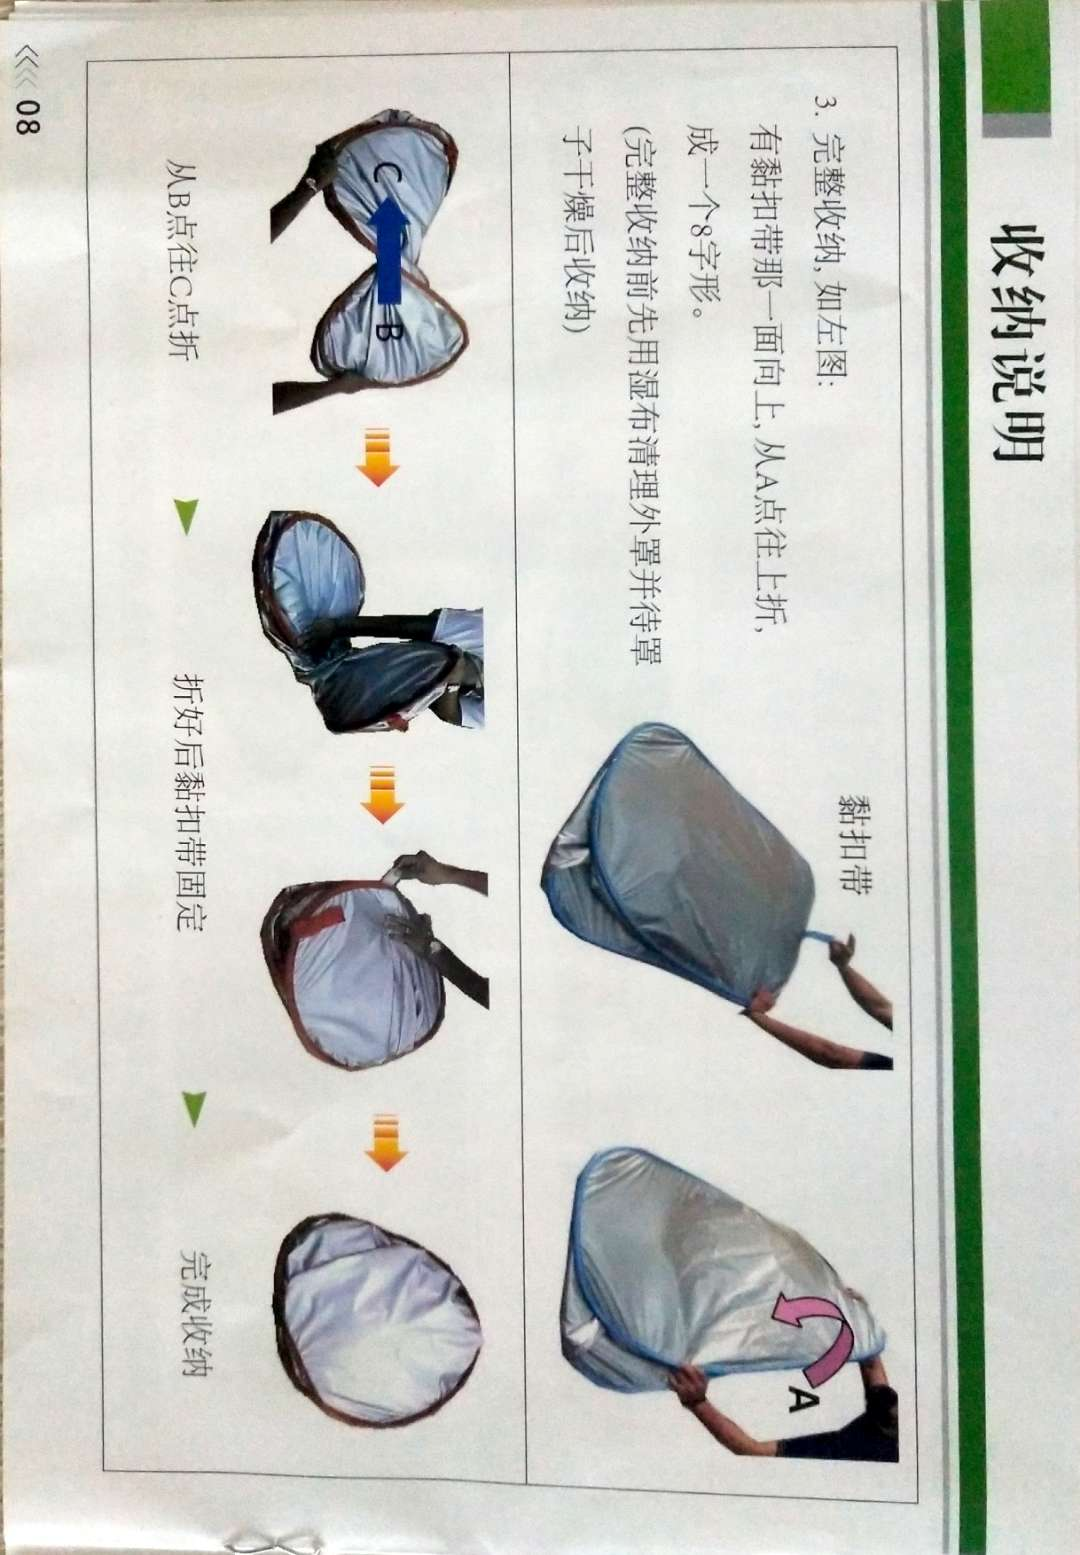 收纳说明
3. 完整收纳, 如左图:
有黏扣带那一面向上, 从A点往上折,
成一个8字形。
(完整收纳前先用湿布清理外罩并待罩
子干燥后收纳)
黏扣带
A
C
B
从B点往C点折
折好后黏扣带固定
完成收纳
<<<< 08